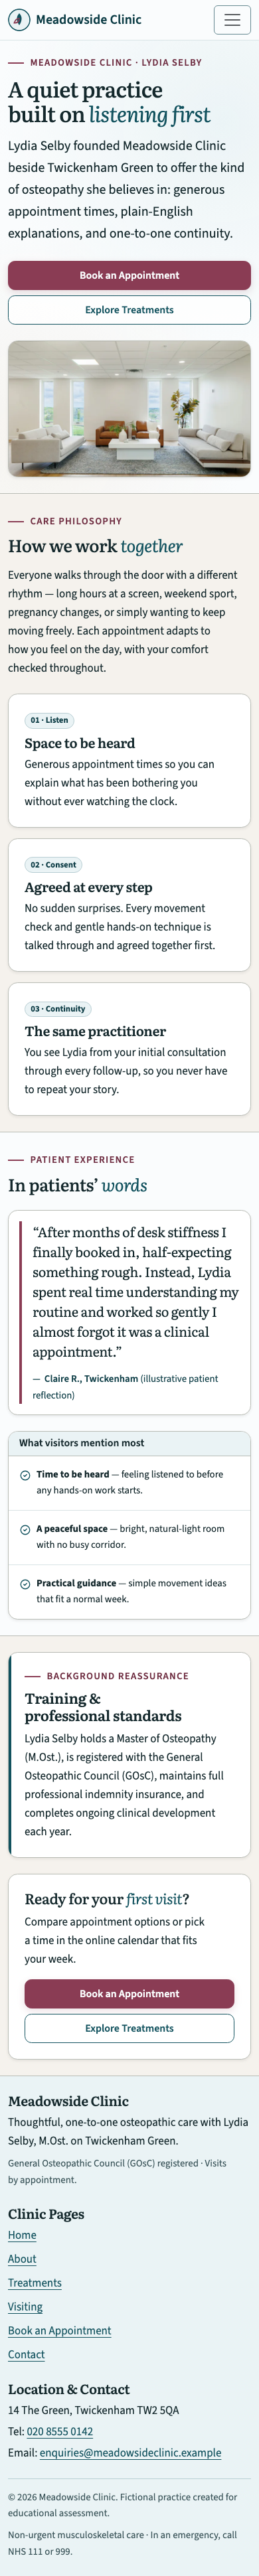 Meadowside Clinic
MEADOWSIDE CLINIC · LYDIA SELBY
A quiet practice
built on listening first
Lydia Selby founded Meadowside Clinic
beside Twickenham Green to offer the kind
of osteopathy she believes in: generous
appointment times, plain-English
explanations, and one-to-one continuity.
Book an Appointment
Explore Treatments
CARE PHILOSOPHY
How we work together
Everyone walks through the door with a different
rhythm — long hours at a screen, weekend sport,
pregnancy changes, or simply wanting to keep
moving freely. Each appointment adapts to
how you feel on the day, with your comfort
checked throughout.
01 · Listen
Space to be heard
Generous appointment times so you can
explain what has been bothering you
without ever watching the clock.
02 · Consent
Agreed at every step
No sudden surprises. Every movement
check and gentle hands-on technique is
talked through and agreed together first.
03 · Continuity
The same practitioner
You see Lydia from your initial consultation
through every follow-up, so you never have
to repeat your story.
PATIENT EXPERIENCE
In patients’ words
“After months of desk stiffness I
finally booked in, half-expecting
something rough. Instead, Lydia
spent real time understanding my
routine and worked so gently I
almost forgot it was a clinical
appointment.”
— Claire R., Twickenham (illustrative patient
reflection)
What visitors mention most
Time to be heard — feeling listened to before
any hands-on work starts.
A peaceful space — bright, natural-light room
with no busy corridor.
Practical guidance — simple movement ideas
that fit a normal week.
BACKGROUND REASSURANCE
Training &
professional standards
Lydia Selby holds a Master of Osteopathy
(M.Ost.), is registered with the General
Osteopathic Council (GOsC), maintains full
professional indemnity insurance, and
completes ongoing clinical development
each year.
Ready for your first visit?
Compare appointment options or pick
a time in the online calendar that fits
your week.
Book an Appointment
Explore Treatments
Meadowside Clinic
Thoughtful, one-to-one osteopathic care with Lydia
Selby, M.Ost. on Twickenham Green.
General Osteopathic Council (GOsC) registered · Visits
by appointment.
Clinic Pages
Home
About
Treatments
Visiting
Book an Appointment
Contact
Location & Contact
14 The Green, Twickenham TW2 5QA
Tel: 020 8555 0142
Email: enquiries@meadowsideclinic.example
© 2026 Meadowside Clinic. Fictional practice created for
educational assessment.
Non-urgent musculoskeletal care · In an emergency, call
NHS 111 or 999.